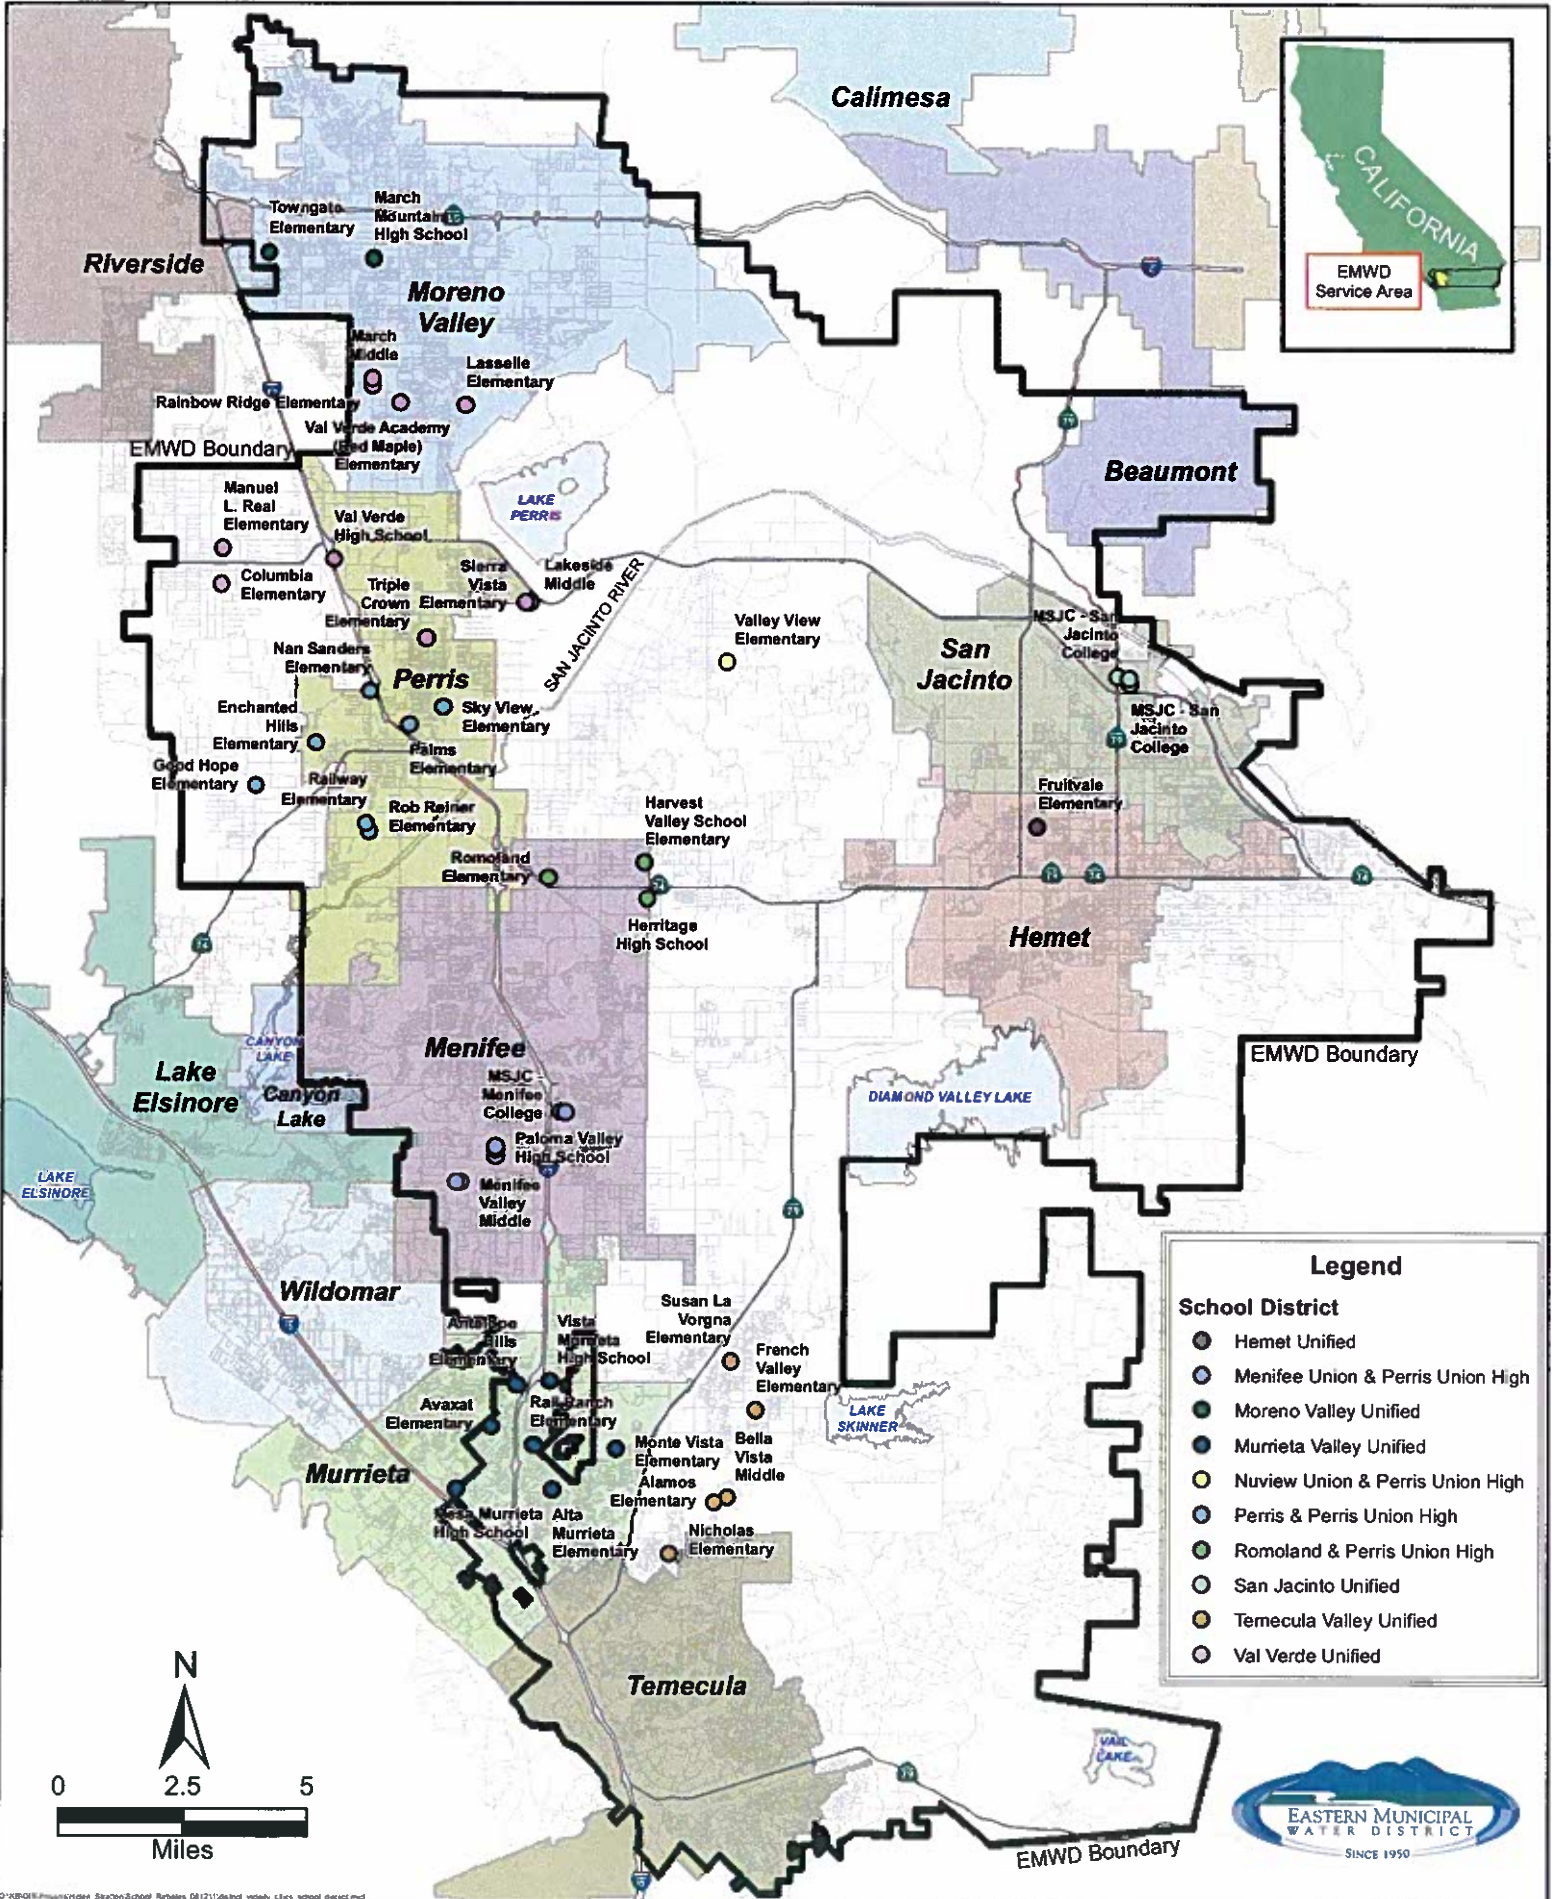 Calimesa
CALIFORNIA
EMWD
Service Area
Towngate
Elementary
March
Mountain
High School
Riverside
Moreno
Valley
March
Middle
Lasselle
Elementary
Rainbow Ridge Elementary
Val Verde Academy
(Red Maple)
Elementary
EMWD Boundary
Beaumont
Manuel
L. Real
Elementary
LAKE
PERRIS
Val Verde
High School
Columbia
Elementary
Triple
Crown
Elementary
Sierra
Vista
Elementary
Lakeside
Middle
SAN JACINTO RIVER
Valley View
Elementary
MSJC - San
Jacinto
College
San
Jacinto
Nan Sanders
Elementary
Perris
Enchanted
Hills
Elementary
Sky View
Elementary
MSJC - San
Jacinto
College
Palms
Elementary
Good Hope
Elementary
Railway
Elementary
Rob Reiner
Elementary
Harvest
Valley School
Elementary
Fruitvale
Elementary
Romoland
Elementary
74
74
74
Herritage
High School
Hemet
CANYON
LAKE
Menifee
EMWD Boundary
Lake
Elsinore
Canyon
Lake
MSJC -
Menifee
College
DIAMOND VALLEY LAKE
Paloma Valley
High School
LAKE
ELSINORE
Menifee
Valley
Middle
79
Wildomar
15
Antelope
Hills
Elementary
Vista
Murrieta
High School
Susan La
Vorgna
Elementary
French
Valley
Elementary
Avaxat
Elementary
Rail Ranch
Elementary
LAKE
SKINNER
Murrieta
Monte Vista
Elementary
Bella
Vista
Middle
Alamos
Elementary
Murrieta
High School
Alta
Murrieta
Elementary
Nicholas
Elementary
Temecula
VAIL
LAKE
79
EMWD Boundary
Legend
School District
Hemet Unified
Menifee Union & Perris Union High
Moreno Valley Unified
Murrieta Valley Unified
Nuview Union & Perris Union High
Perris & Perris Union High
Romoland & Perris Union High
San Jacinto Unified
Temecula Valley Unified
Val Verde Unified
N
0 2.5 5
Miles
EASTERN MUNICIPAL
WATER DISTRICT
SINCE 1950